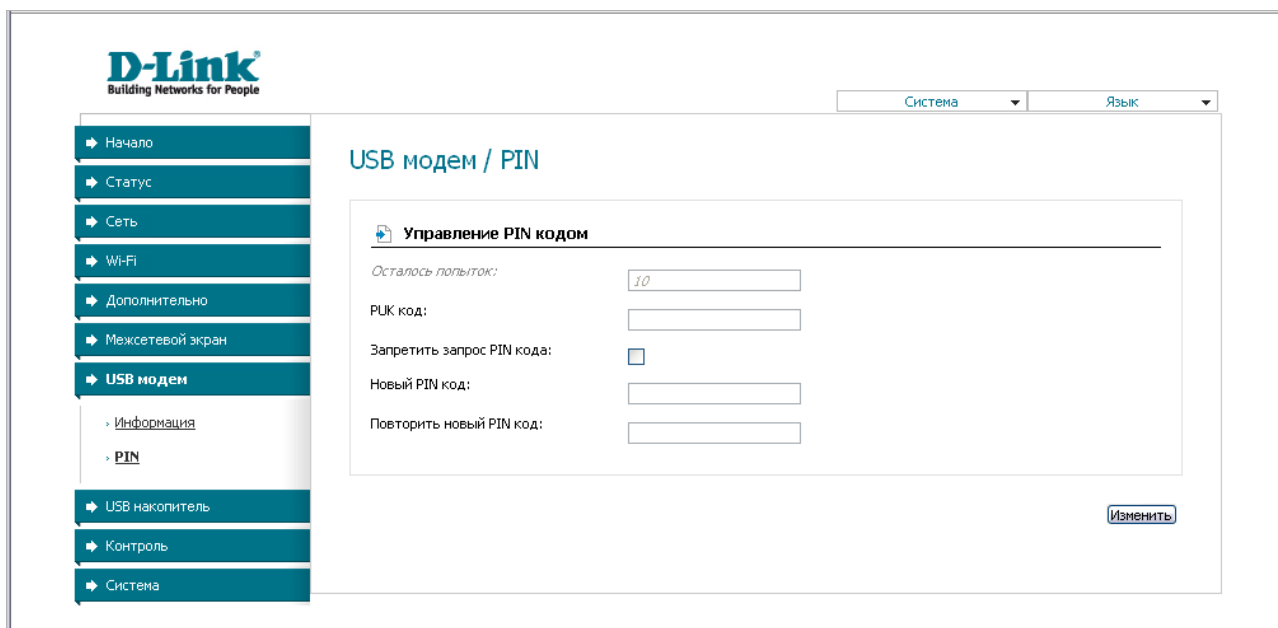 D-Link
Building Networks for People
Система
Язык
Начало
Статус
Сеть
Wi-Fi
Дополнительно
Межсетевой экран
USB модем
Информация
PIN
USB накопитель
Контроль
Система
USB модем / PIN
Управление PIN кодом
Осталось попыток:
10
PUK код:
Запретить запрос PIN кода:
Новый PIN код:
Повторить новый PIN код:
Изменить